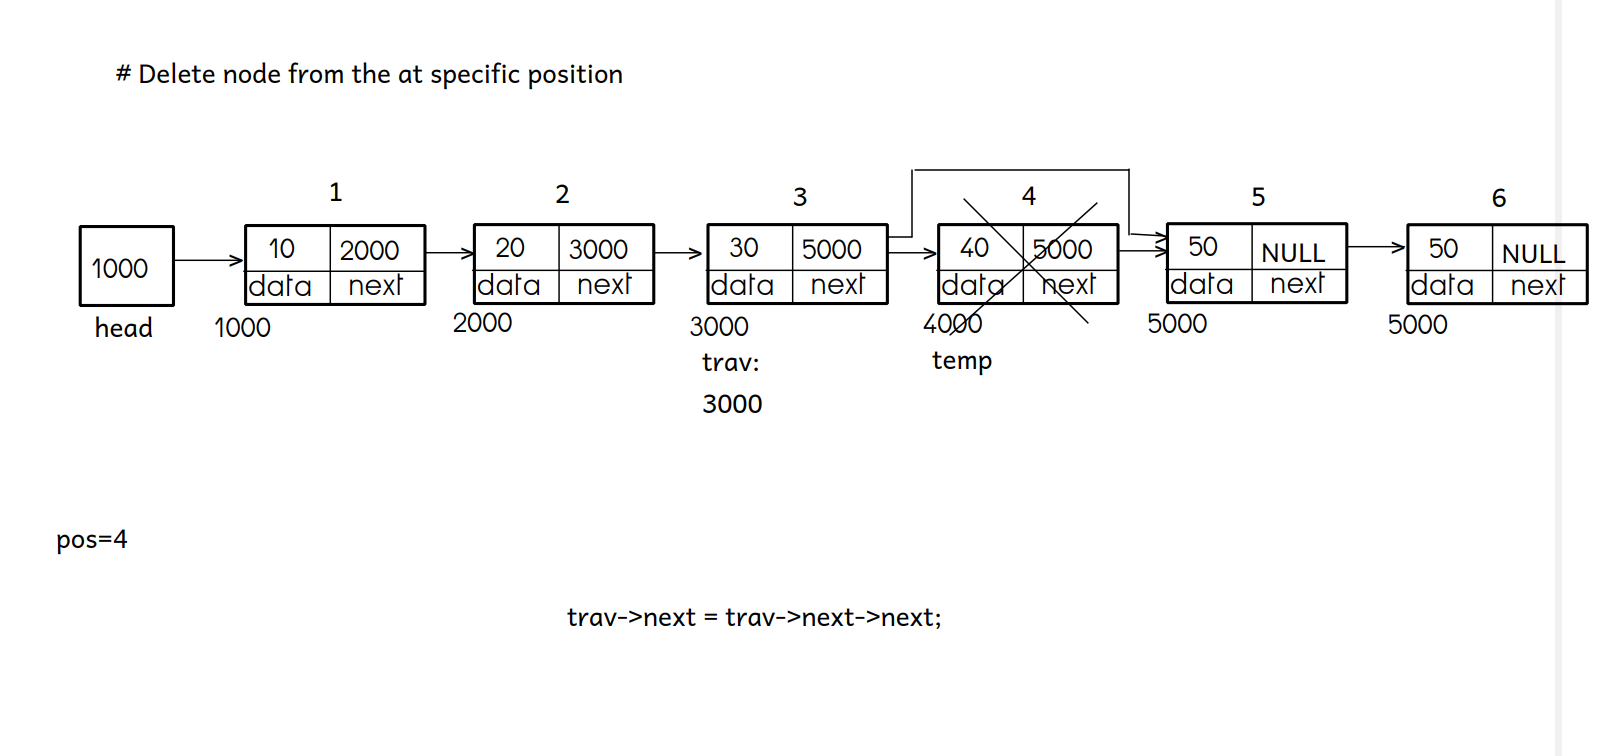 # Delete node from the at specific position
1 2 3 4 5 6
1000 10 2000 20 3000 30 5000 40 5000 50 NULL 50 NULL
data next data next data next data next data next data next
head 1000 2000 3000 4000 5000 5000
trav: temp
3000
pos=4
trav->next = trav->next->next;